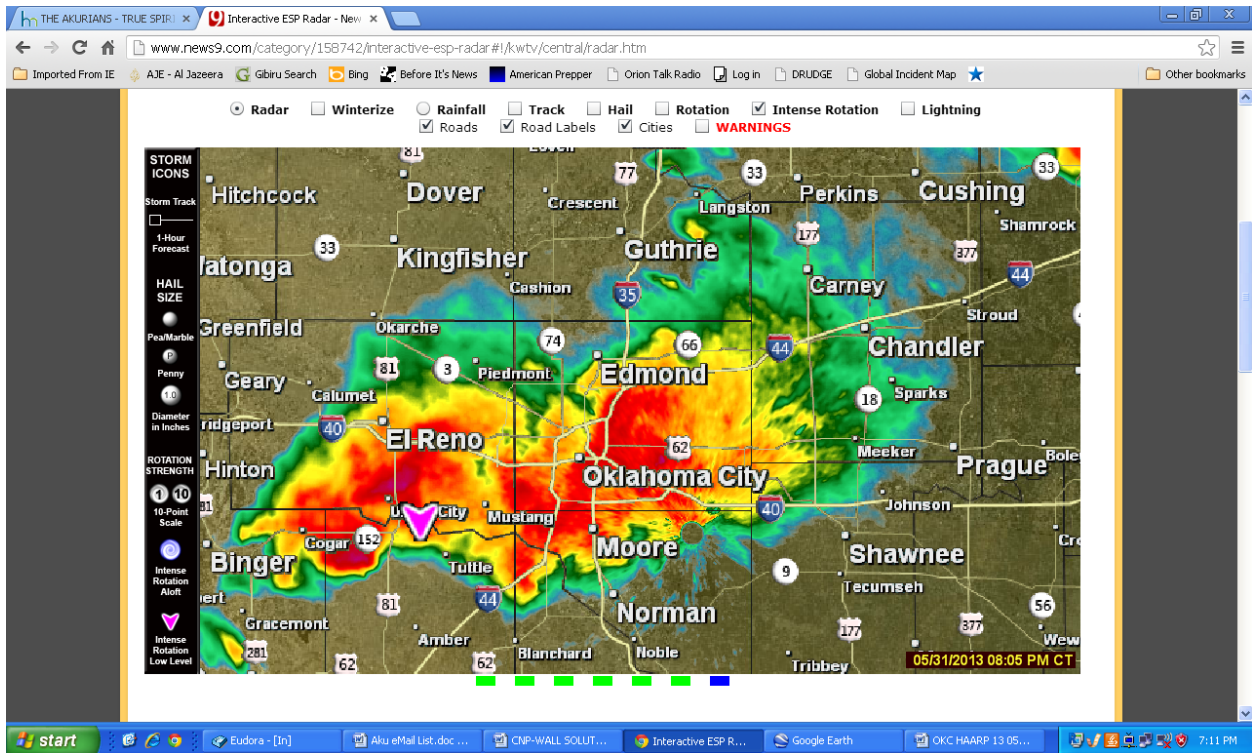 THE AKURIANS - TRUE SPIRI
Interactive ESP Radar - New
www.news9.com/category/158742/interactive-esp-radar#!/kwtv/central/radar.htm
Imported From IE AJE - Al Jazeera Gibiru Search Bing Before It's News American Prepper Orion Talk Radio Log in DRUDGE Global Incident Map Other bookmarks
Radar Winterize Rainfall Track Hail Rotation Intense Rotation Lightning
Roads Road Labels Cities WARNINGS
STORM
ICONS
Storm Track
1-Hour
Forecast
HAIL
SIZE
Pea/Marble
P
Penny
1.0
Diameter
in Inches
ROTATION
STRENGTH
1 10
10-Point
Scale
Intense
Rotation
Aloft
Intense
Rotation
Low Level
81
77
33
33
Hitchcock
Dover
Crescent
Langston
Perkins
Cushing
Shamrock
33
Kingfisher
Guthrie
177
377
atonga
Cashion
35
Carney
44
Greenfield
Okarche
74
66
44
Stroud
Chandler
Geary
81
3
Piedmont
Edmond
Calumet
18
Sparks
ridgeport
40
El Reno
62
Meeker
Prague
Hinton
Oklahoma City
City
Mustang
40
Johnson
Cogar
152
Moore
Shawnee
Binger
Tuttle
9
Tecumseh
81
44
Norman
56
Gracemont
177
377
Amber
Blanchard
Noble
281
62
62
Tribbey
05/31/2013 08:05 PM CT
start Eudora - [In] Aku eMail List.doc ... CNP-WALL SOLUT... Interactive ESP R... Google Earth OKC HAARP 13 05... 7:11 PM